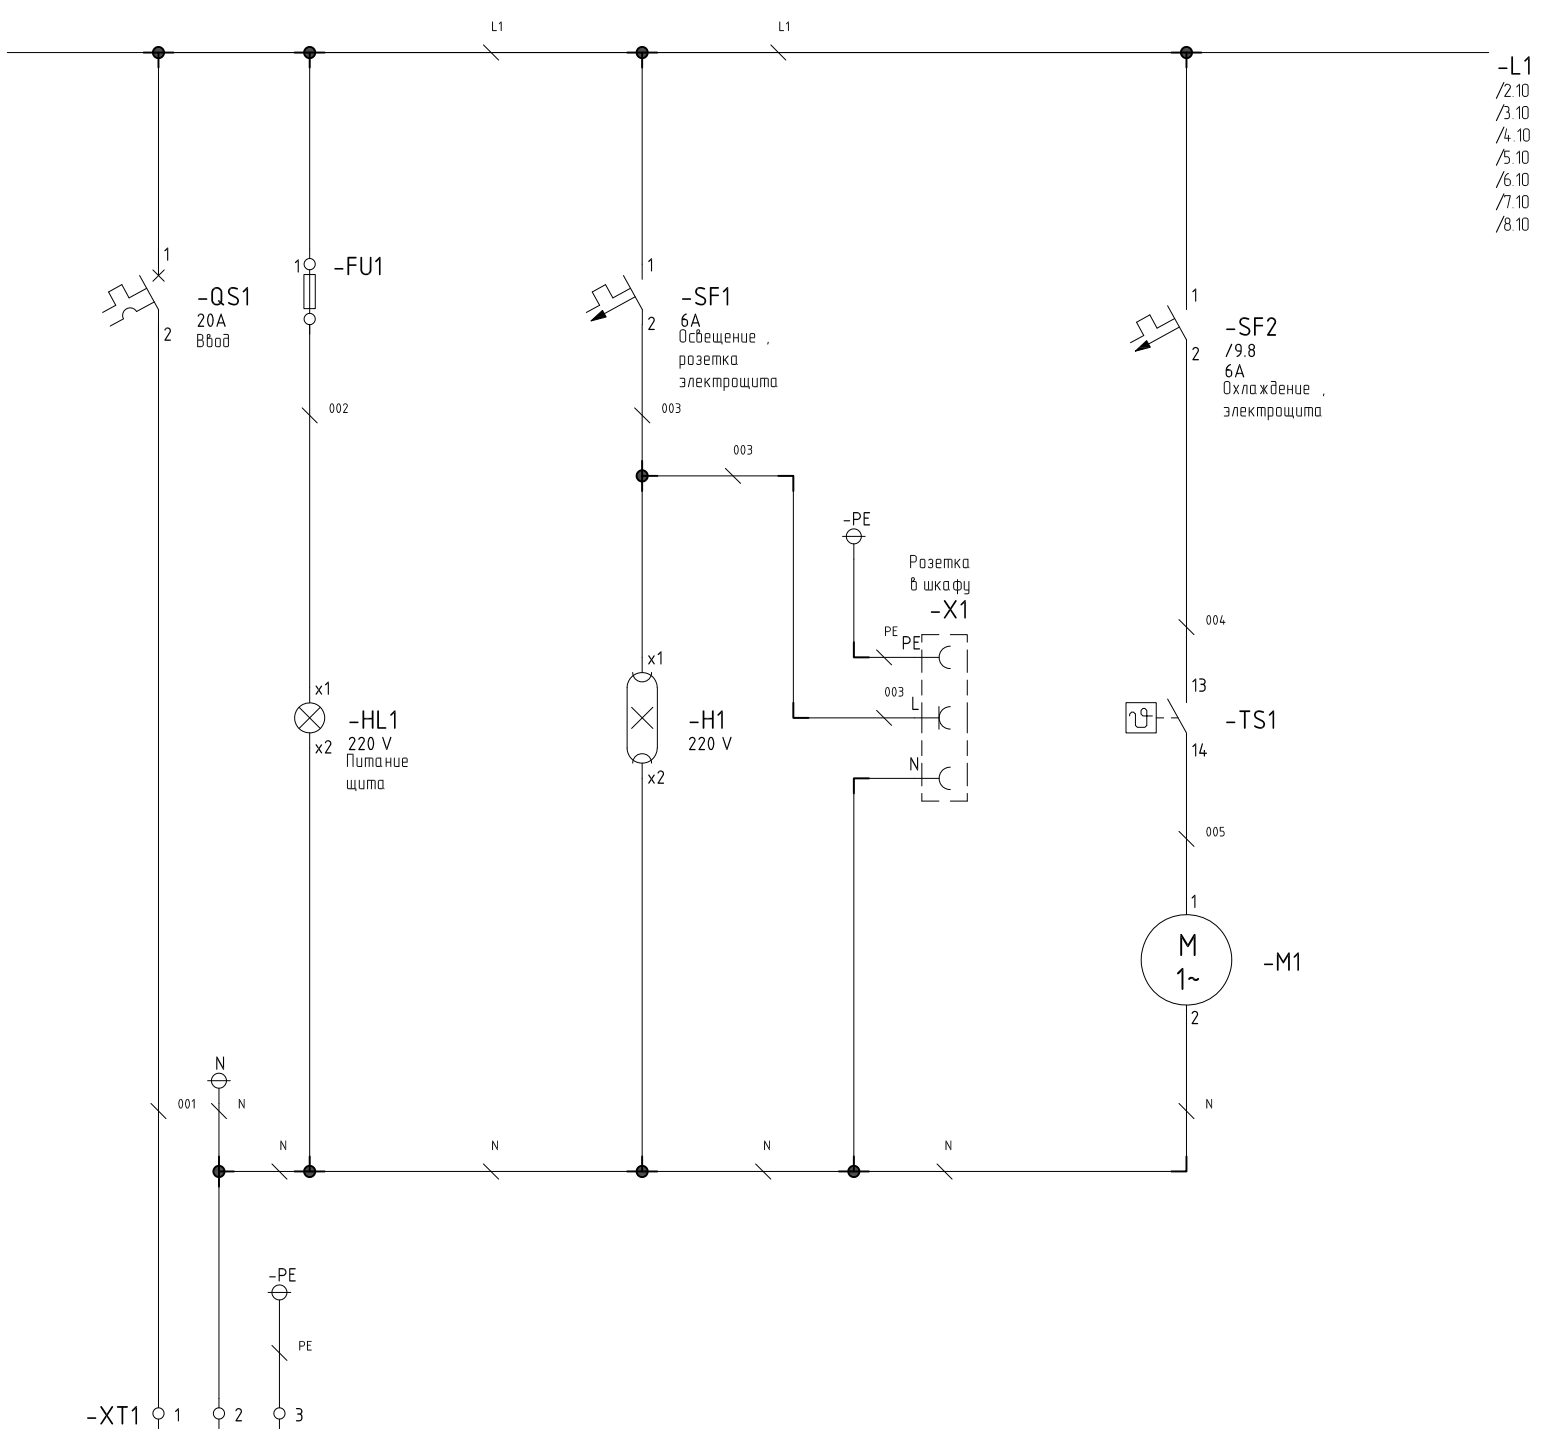 L1
L1
-L1
/2.10
/3.10
/4.10
/5.10
/6.10
/7.10
/8.10
1
-QS1
20A
Ввод
2
1
-FU1
002
1
-SF1
6A
2
Освещение ,
розетка
электрощита
003
003
1
-SF2
2
/9.8
6A
Охлаждение ,
электрощита
-PE
Розетка
в шкафу
-X1
PE
PE
003
L
N
004
13
-TS1
14
005
x1
-HL1
x2
220 V
Питание
щита
x1
-H1
220 V
x2
1
M
1~
-M1
2
N
001
N
N
N
N
N
N
-PE
PE
-XT1
1
2
3